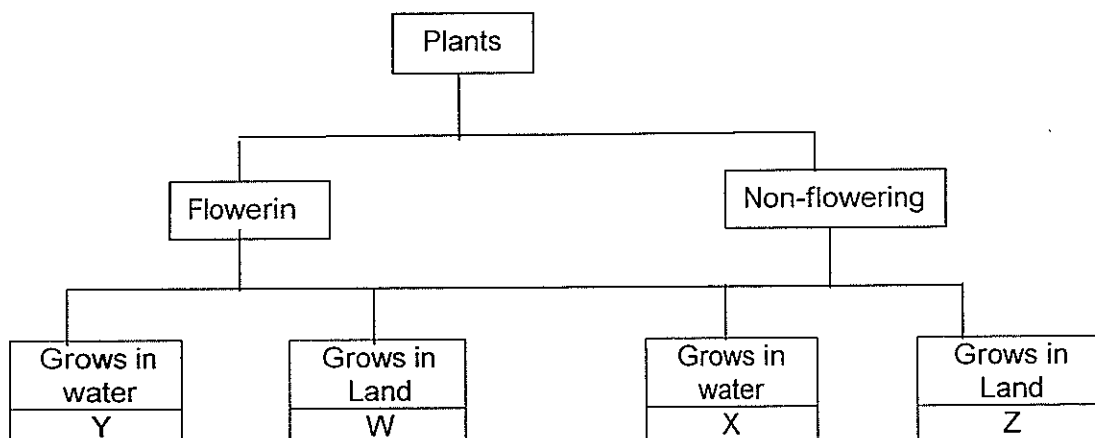 Plants
Flowerin
Non-flowering
Grows in
water
Y
Grows in
Land
W
Grows in
water
X
Grows in
Land
Z